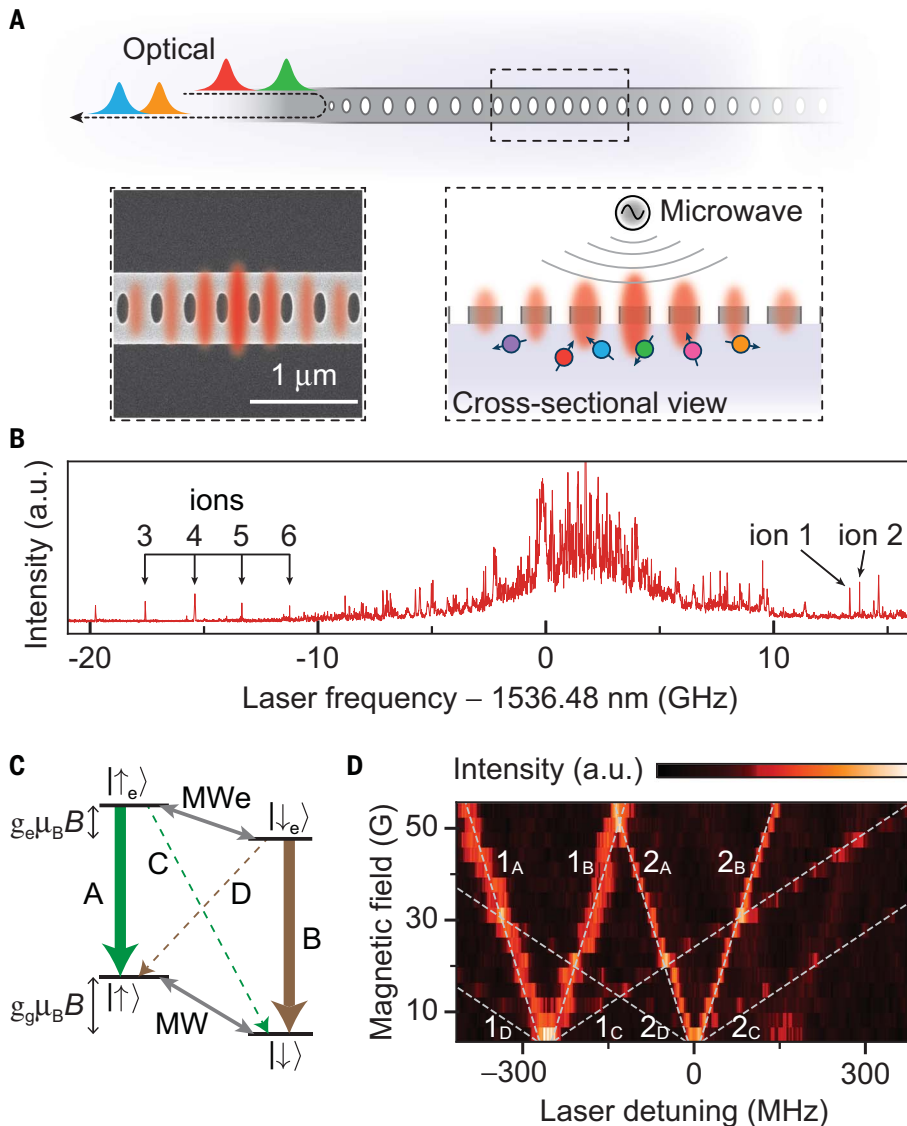 A
Optical
Microwave
1 μm
Cross-sectional view
B
Intensity (a.u.)
ions
3 4 5 6
ion 1
ion 2
-20 -10 0 10
Laser frequency – 1536.48 nm (GHz)
C
|↑e⟩
MWe
|↓e⟩
geμBB
A
C
D
B
ggμBB
|↑⟩
MW
|↓⟩
D
Intensity (a.u.)
Magnetic field (G)
50
30
10
1A 1B 2A 2B
1D 1C 2D 2C
−300 0 300
Laser detuning (MHz)